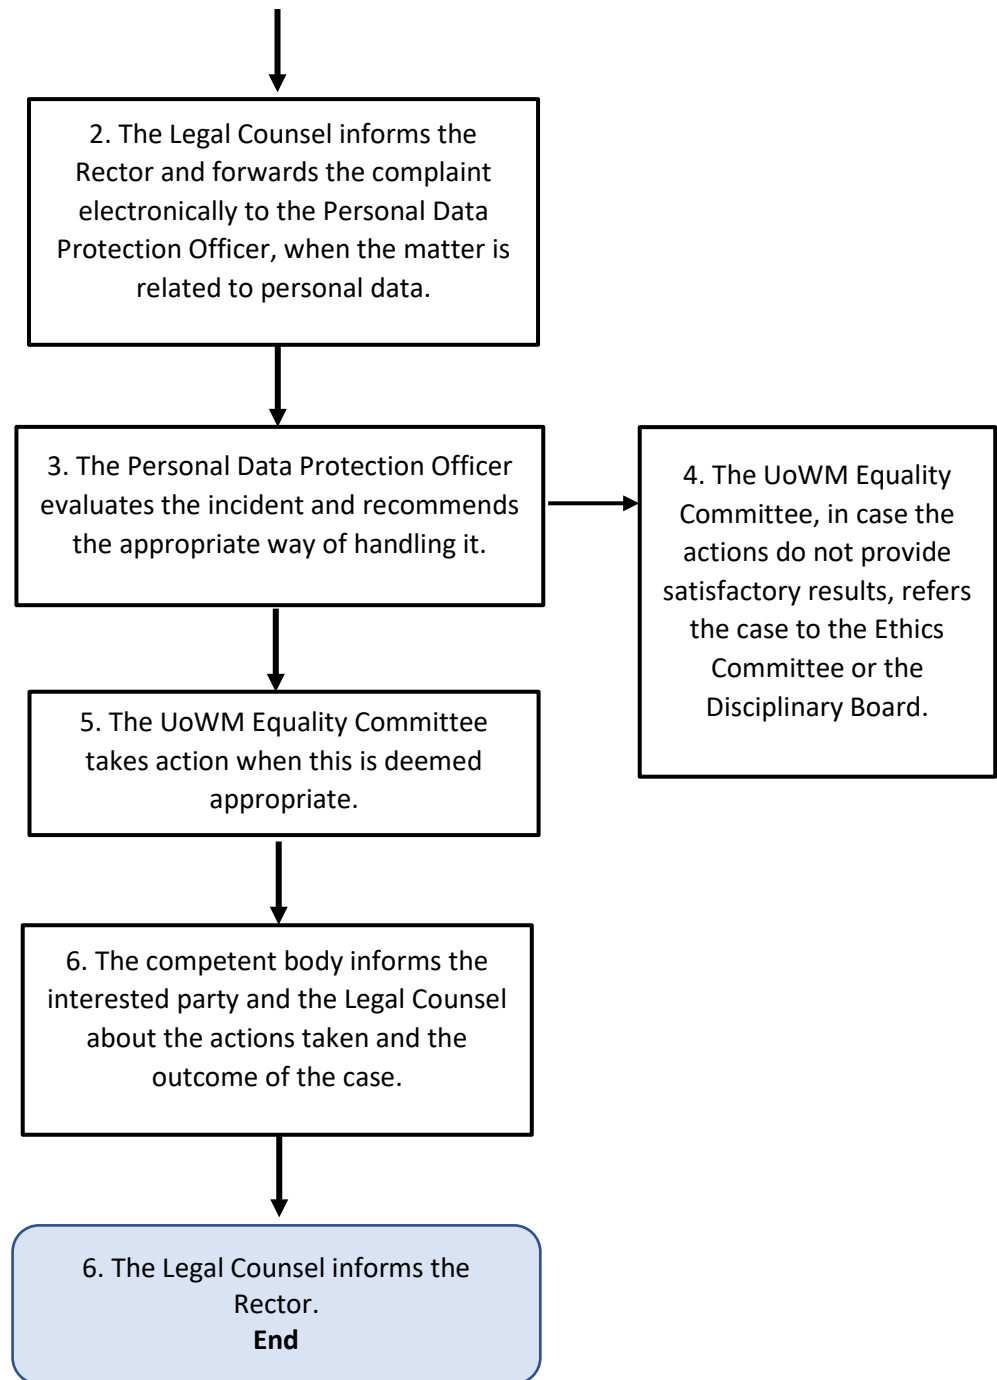 2. The Legal Counsel informs the
Rector and forwards the complaint
electronically to the Personal Data
Protection Officer, when the matter is
related to personal data.
3. The Personal Data Protection Officer
evaluates the incident and recommends
the appropriate way of handling it.
4. The UoWM Equality
Committee, in case the
actions do not provide
satisfactory results, refers
the case to the Ethics
Committee or the
Disciplinary Board.
5. The UoWM Equality Committee
takes action when this is deemed
appropriate.
6. The competent body informs the
interested party and the Legal Counsel
about the actions taken and the
outcome of the case.
6. The Legal Counsel informs the
Rector.
End